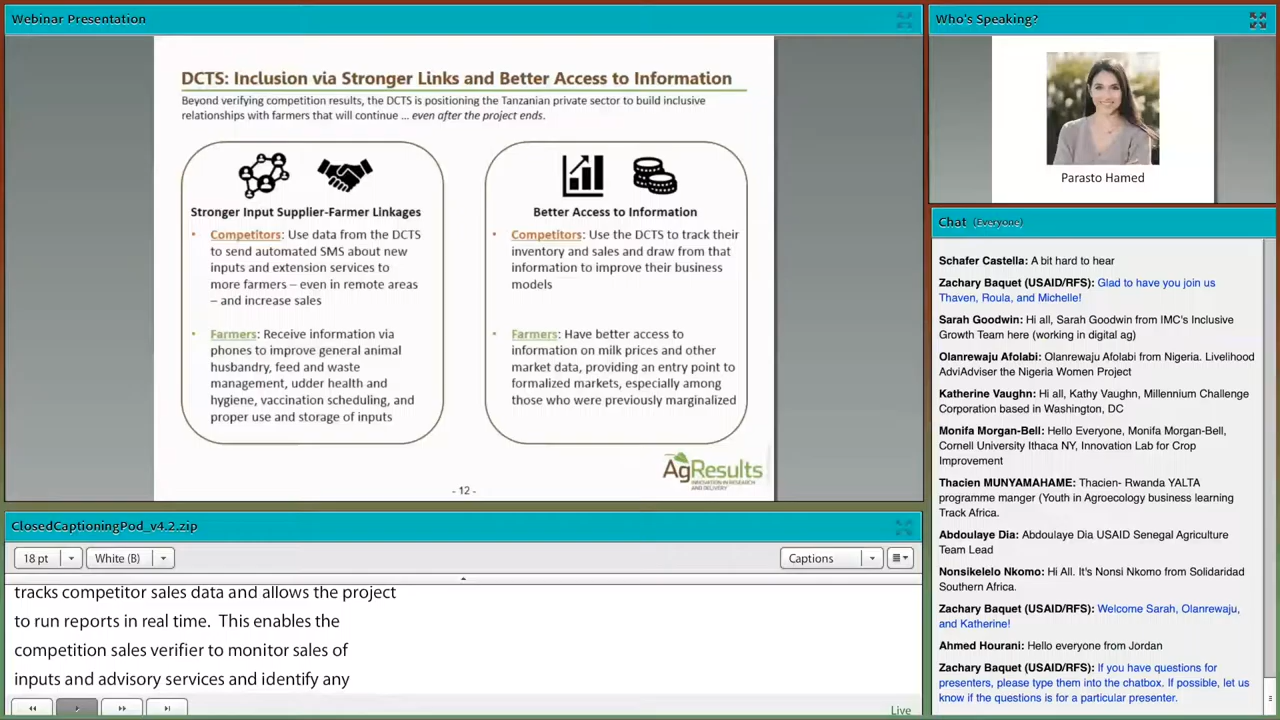 Webinar Presentation
DCTS: Inclusion via Stronger Links and Better Access to Information
Beyond verifying competition results, the DCTS is positioning the Tanzanian private sector to build inclusive
relationships with farmers that will continue ... even after the project ends.
Stronger Input Supplier-Farmer Linkages
• Competitors: Use data from the DCTS
to send automated SMS about new
inputs and extension services to
more farmers – even in remote areas
– and increase sales
• Farmers: Receive information via
phones to improve general animal
husbandry, feed and waste
management, udder health and
hygiene, vaccination scheduling, and
proper use and storage of inputs
Better Access to Information
• Competitors: Use the DCTS to track their
inventory and sales and draw from that
information to improve their business
models
• Farmers: Have better access to
information on milk prices and other
market data, providing an entry point to
formalized markets, especially among
those who were previously marginalized
AgResults
INNOVATION IN RESEARCH
AND DELIVERY
- 12 -
ClosedCaptioningPod_v4.2.zip
18 pt
White (B)
Captions
tracks competitor sales data and allows the project
to run reports in real time. This enables the
competition sales verifier to monitor sales of
inputs and advisory services and identify any
Live
Who's Speaking?
Parasto Hamed
Chat (Everyone)
Schafer Castella: A bit hard to hear
Zachary Baquet (USAID/RFS): Glad to have you join us
Thaven, Roula, and Michelle!
Sarah Goodwin: Hi all, Sarah Goodwin from IMC's Inclusive
Growth Team here (working in digital ag)
Olanrewaju Afolabi: Olanrewaju Afolabi from Nigeria. Livelihood
AdviAdviser the Nigeria Women Project
Katherine Vaughn: Hi all, Kathy Vaughn, Millennium Challenge
Corporation based in Washington, DC
Monifa Morgan-Bell: Hello Everyone, Monifa Morgan-Bell,
Cornell University Ithaca NY, Innovation Lab for Crop
Improvement
Thacien MUNYAMAHAME: Thacien- Rwanda YALTA
programme manger (Youth in Agroecology business learning
Track Africa.
Abdoulaye Dia: Abdoulaye Dia USAID Senegal Agriculture
Team Lead
Nonsikelelo Nkomo: Hi All. It's Nonsi Nkomo from Solidaridad
Southern Africa.
Zachary Baquet (USAID/RFS): Welcome Sarah, Olanrewaju,
and Katherine!
Ahmed Hourani: Hello everyone from Jordan
Zachary Baquet (USAID/RFS): If you have questions for
presenters, please type them into the chatbox. If possible, let us
know if the questions is for a particular presenter.